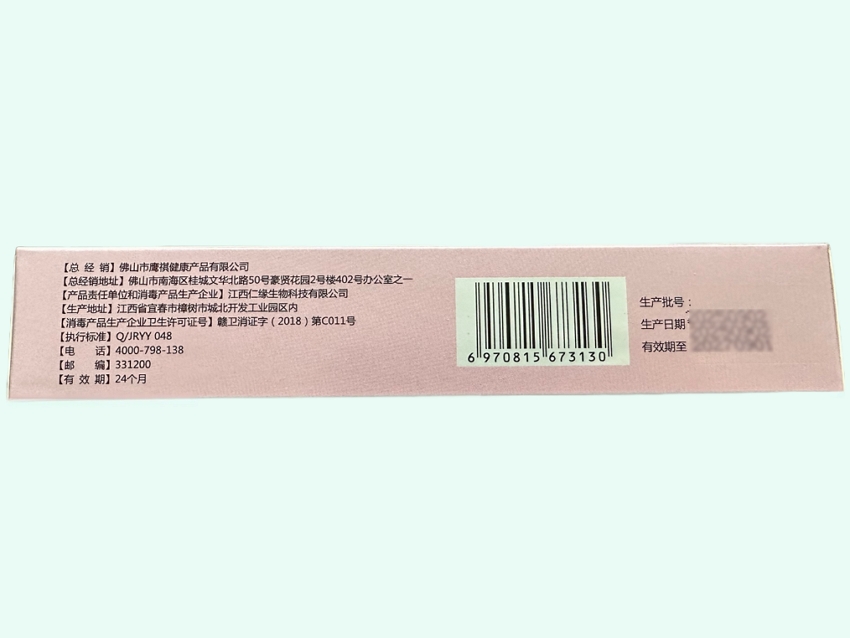 【总 经 销】佛山市鹰祺健康产品有限公司
【总经销地址】佛山市南海区桂城文华北路50号豪贤花园2号楼402号办公室之一
【产品责任单位和消毒产品生产企业】江西仁缘生物科技有限公司
【生产地址】江西省宜春市樟树市城北开发工业园区内
【消毒产品生产企业卫生许可证号】赣卫消证字（2018）第C011号
【执行标准】Q/JRYY 048
【电 话】4000-798-138
【邮 编】331200
【有 效 期】24个月
6 970815 673130
生产批号：
生产日期
有效期至